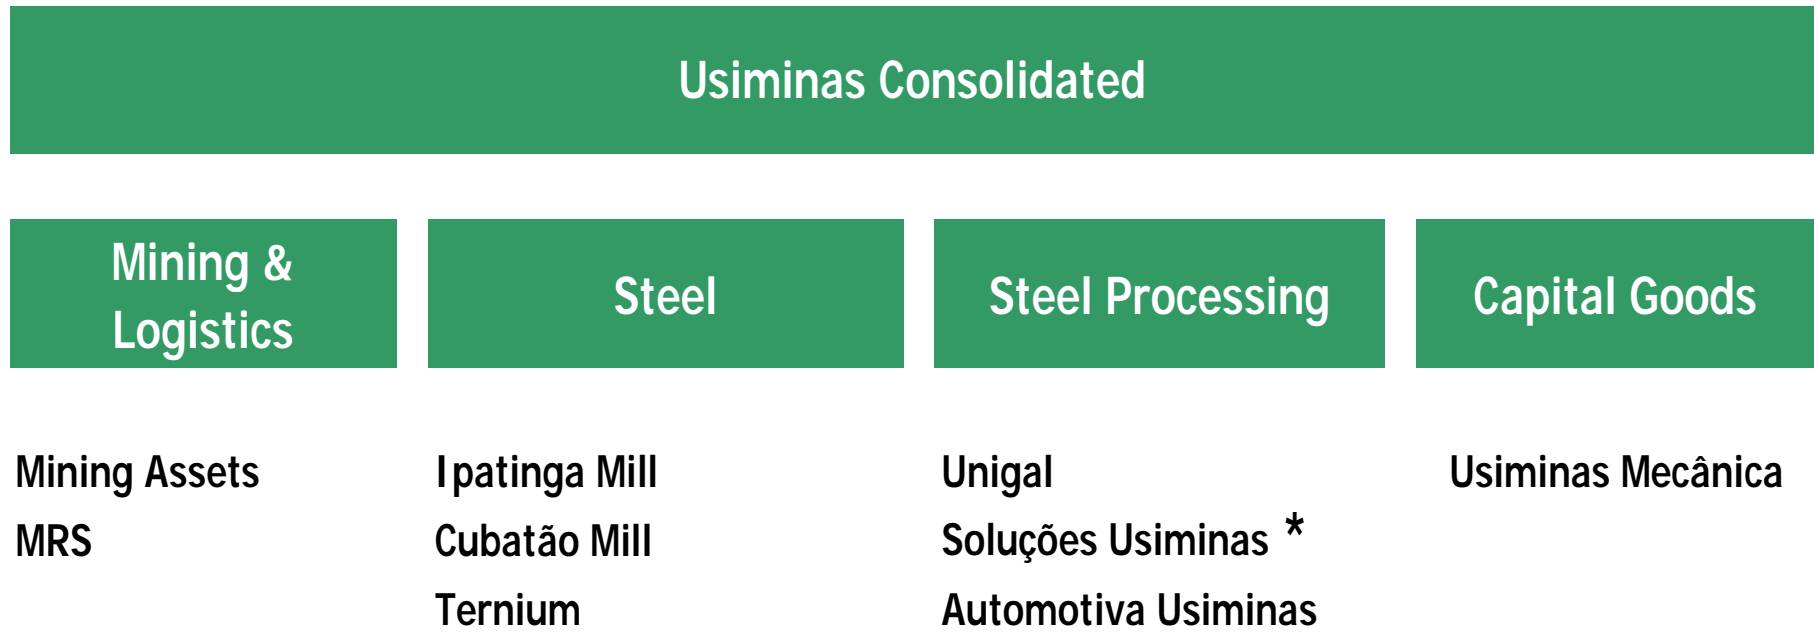 Usiminas Consolidated
Mining &
Logistics
Steel
Steel Processing
Capital Goods
Mining Assets
MRS
Ipatinga Mill
Cubatão Mill
Ternium
Unigal
Soluções Usiminas *
Automotiva Usiminas
Usiminas Mecânica